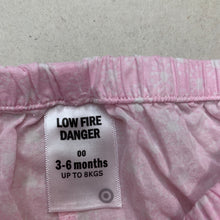 LOW FIRE
DANGER
00
3-6 months
UP TO 8KGS